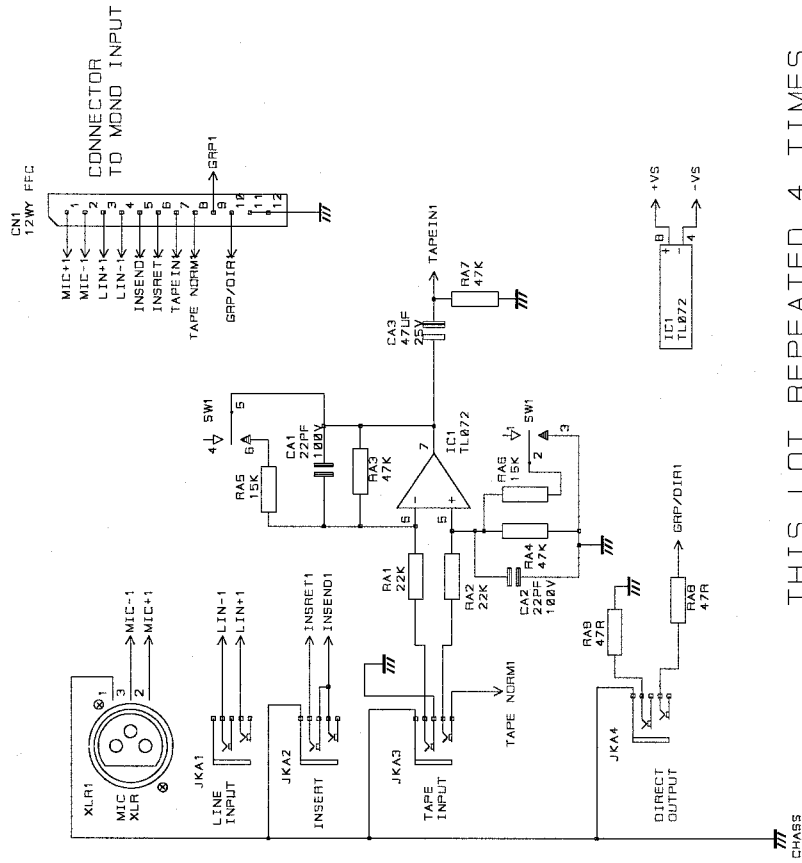 CN1
12WY FFC
CONNECTOR
TO MONO INPUT
MIC+1
MIC-1
LIN+1
LIN-1
INSEND1
INSRET1
TAPEIN1
TAPE NORM1
GRP/DIR1
1
2
3
4
5
6
7
8
9
10
11
12
GRP1
XLR1
MIC
XLR
1
3
2
MIC-1
MIC+1
JKA1
LINE
INPUT
LIN-1
LIN+1
JKA2
INSERT
INSRET1
INSEND1
JKA3
TAPE
INPUT
TAPE NORM1
RA1
22K
RA2
22K
4
SW1
5
6
RA5
15K
CA1
22PF
100V
RA3
47K
6
5
7
IC1
TL072
CA3
47UF
25V
TAPEIN1
RA7
47K
RA6
15K
1
SW1
2
3
RA4
47K
CA2
22PF
100V
JKA4
DIRECT
OUTPUT
RA9
47R
RA8
47R
GRP/DIR1
IC1
TL072
8
4
+VS
-VS
CHASS
THIS LOT REPEATED 4 TIMES